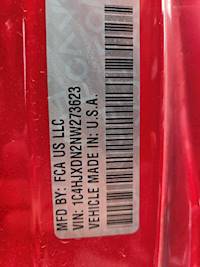 MFD BY: FCA US LLC
VIN: 1C4HJXDN2NW273623
VEHICLE MADE IN: U.S.A.